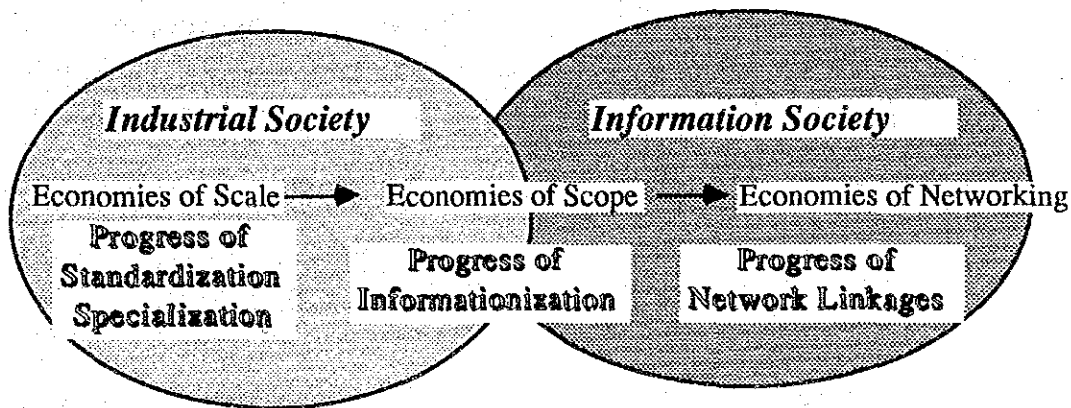 Industrial Society
Information Society
Economies of Scale
Economies of Scope
Economies of Networking
Progress of
Standardization
Specialization
Progress of
Informationization
Progress of
Network Linkages